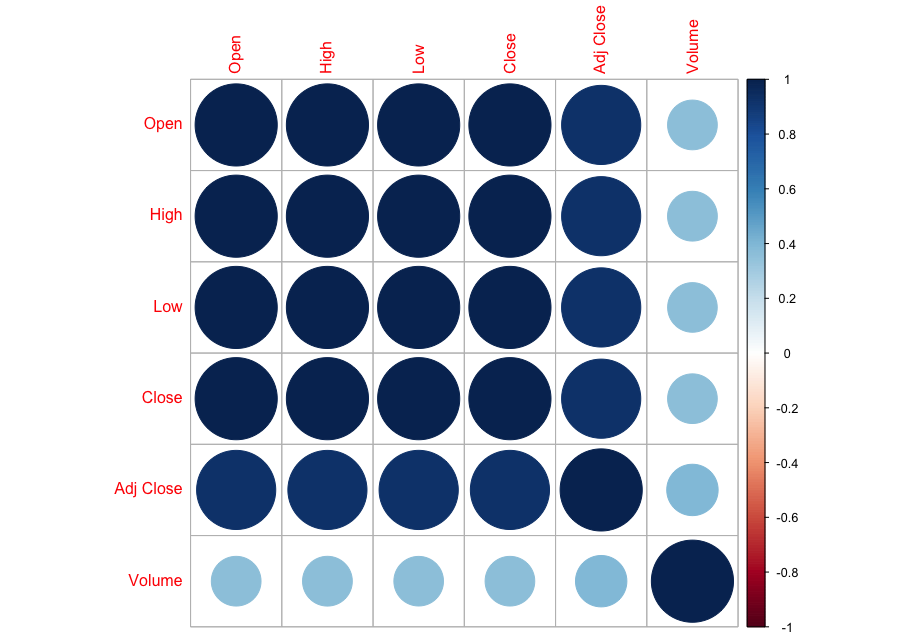 Open
High
Low
Close
Adj Close
Volume
Open
High
Low
Close
Adj Close
Volume
1
0.8
0.6
0.4
0.2
0
-0.2
-0.4
-0.6
-0.8
-1